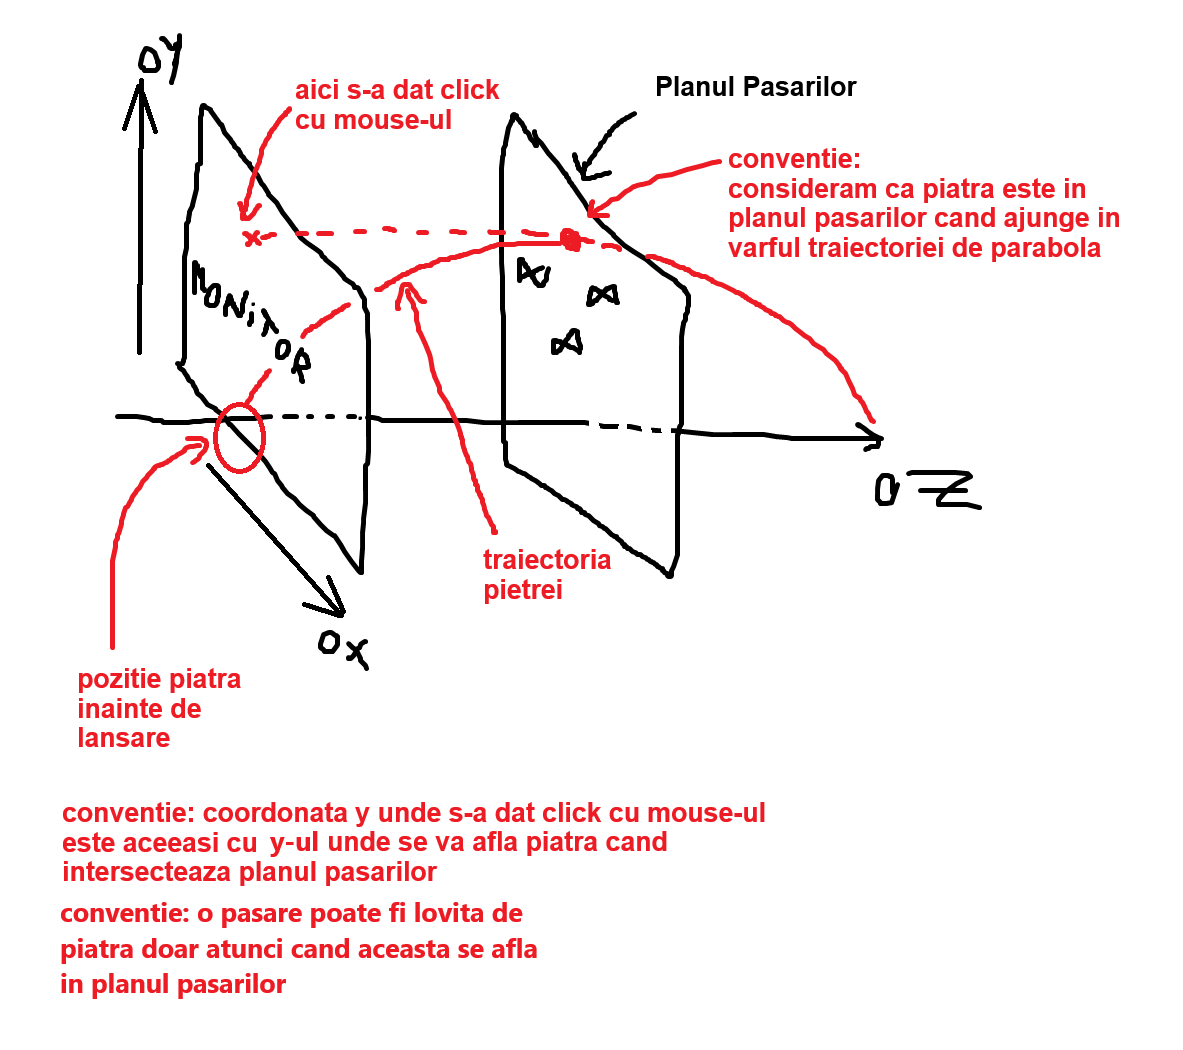 OY
aici s-a dat click
cu mouse-ul
Planul Pasarilor
conventie:
consideram ca piatra este in
planul pasarilor cand ajunge in
varful traiectoriei de parabola
MONiTOR
OZ
traiectoria
pietrei
OX
pozitie piatra
inainte de
lansare
conventie: coordonata y unde s-a dat click cu mouse-ul
este aceeasi cu y-ul unde se va afla piatra cand
intersecteaza planul pasarilor
conventie: o pasare poate fi lovita de
piatra doar atunci cand aceasta se afla
in planul pasarilor